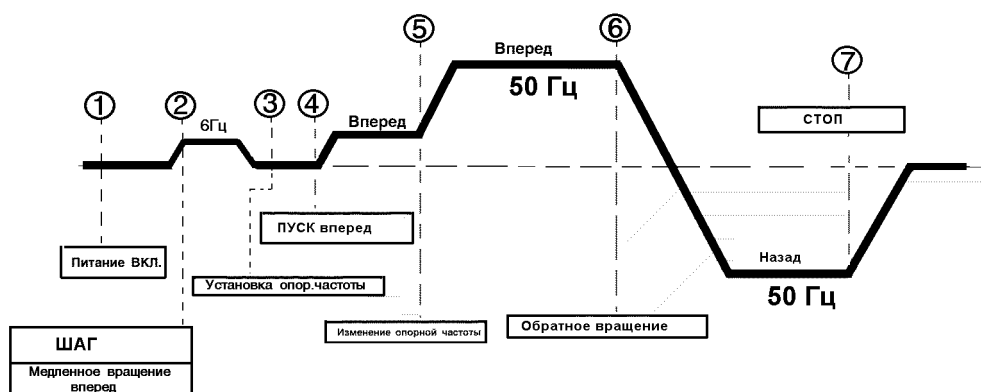 ① ② ③ ④ ⑤ ⑥ ⑦
Вперед
50 Гц
6Гц
Вперед
СТОП
ПУСК вперед
Питание ВКЛ.
Назад
50 Гц
Установка опор.частоты
Изменение опорной частоты
Обратное вращение
ШАГ
Медленное вращение
вперед